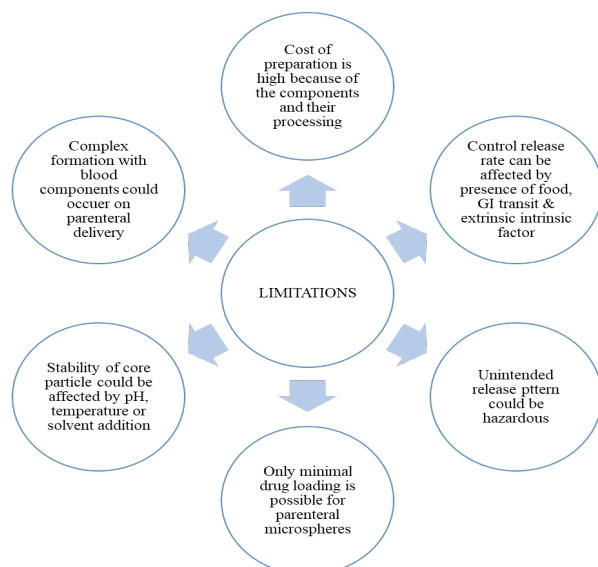 Cost of
preparation is
high because of
the components
and their
processing
Complex
formation with
blood
components could
occuer on
parenteral
delivery
Control release
rate can be
affected by
presence of food,
GI transit &
extrinsic intrinsic
factor
LIMITATIONS
Stability of core
particle could be
affected by pH,
temperature or
solvent addition
Unintended
release pttern
could be
hazardous
Only minimal
drug loading is
possible for
parenteral
microspheres